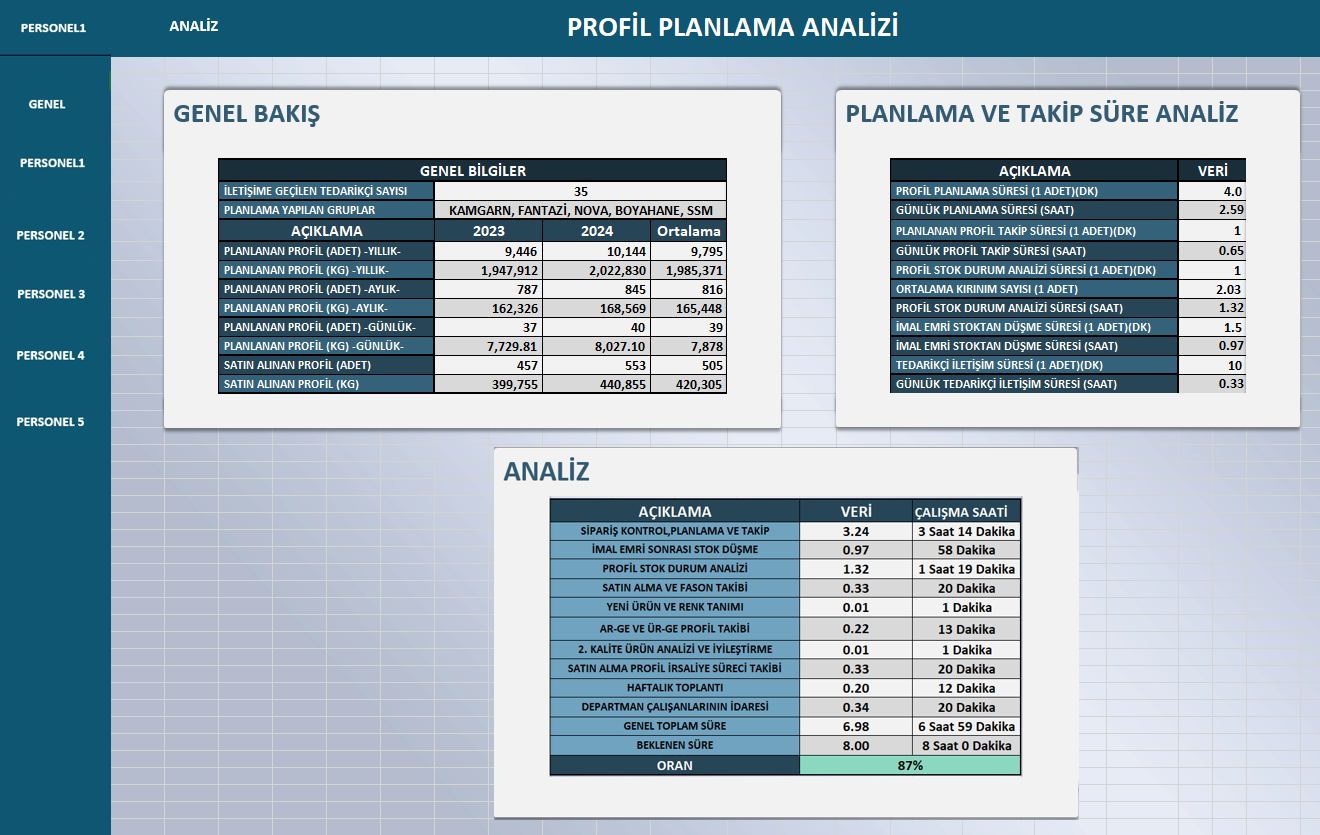 PERSONEL1
ANALİZ
PROFİL PLANLAMA ANALİZİ
GENEL
PERSONEL1
PERSONEL 2
PERSONEL 3
PERSONEL 4
PERSONEL 5
GENEL BAKIŞ
GENEL BİLGİLER
İLETİŞİME GEÇİLEN TEDARİKÇİ SAYISI 35
PLANLAMA YAPILAN GRUPLAR KAMGARN, FANTAZİ, NOVA, BOYAHANE, SSM
AÇIKLAMA 2023 2024 Ortalama
PLANLANAN PROFİL (ADET) -YILLIK- 9,446 10,144 9,795
PLANLANAN PROFİL (KG) -YILLIK- 1,947,912 2,022,830 1,985,371
PLANLANAN PROFİL (ADET) -AYLIK- 787 845 816
PLANLANAN PROFİL (KG) -AYLIK- 162,326 168,569 165,448
PLANLANAN PROFİL (ADET) -GÜNLÜK- 37 40 39
PLANLANAN PROFİL (KG) -GÜNLÜK- 7,729.81 8,027.10 7,878
SATIN ALINAN PROFİL (ADET) 457 553 505
SATIN ALINAN PROFİL (KG) 399,755 440,855 420,305
PLANLAMA VE TAKİP SÜRE ANALİZ
AÇIKLAMA VERİ
PROFİL PLANLAMA SÜRESİ (1 ADET)(DK) 4.0
GÜNLÜK PLANLAMA SÜRESİ (SAAT) 2.59
PLANLANAN PROFİL TAKİP SÜRESİ (1 ADET)(DK) 1
GÜNLÜK PROFİL TAKİP SÜRESİ (SAAT) 0.65
PROFİL STOK DURUM ANALİZİ SÜRESİ (1 ADET)(DK) 1
ORTALAMA KIRINIM SAYISI (1 ADET) 2.03
PROFİL STOK DURUM ANALİZİ SÜRESİ (SAAT) 1.32
İMAL EMRİ STOKTAN DÜŞME SÜRESİ (1 ADET)(DK) 1.5
İMAL EMRİ STOKTAN DÜŞME SÜRESİ (SAAT) 0.97
TEDARİKÇİ İLETİŞİM SÜRESİ (1 ADET)(DK) 10
GÜNLÜK TEDARİKÇİ İLETİŞİM SÜRESİ (SAAT) 0.33
ANALİZ
AÇIKLAMA VERİ ÇALIŞMA SAATİ
SİPARİŞ KONTROL,PLANLAMA VE TAKİP 3.24 3 Saat 14 Dakika
İMAL EMRİ SONRASI STOK DÜŞME 0.97 58 Dakika
PROFİL STOK DURUM ANALİZİ 1.32 1 Saat 19 Dakika
SATIN ALMA VE FASON TAKİBİ 0.33 20 Dakika
YENİ ÜRÜN VE RENK TANIMI 0.01 1 Dakika
AR-GE VE ÜR-GE PROFİL TAKİBİ 0.22 13 Dakika
2. KALİTE ÜRÜN ANALİZİ VE İYİLEŞTİRME 0.01 1 Dakika
SATIN ALMA PROFİL İRSALİYE SÜRECİ TAKİBİ 0.33 20 Dakika
HAFTALIK TOPLANTI 0.20 12 Dakika
DEPARTMAN ÇALIŞANLARININ İDARESİ 0.34 20 Dakika
GENEL TOPLAM SÜRE 6.98 6 Saat 59 Dakika
BEKLENEN SÜRE 8.00 8 Saat 0 Dakika
ORAN 87%